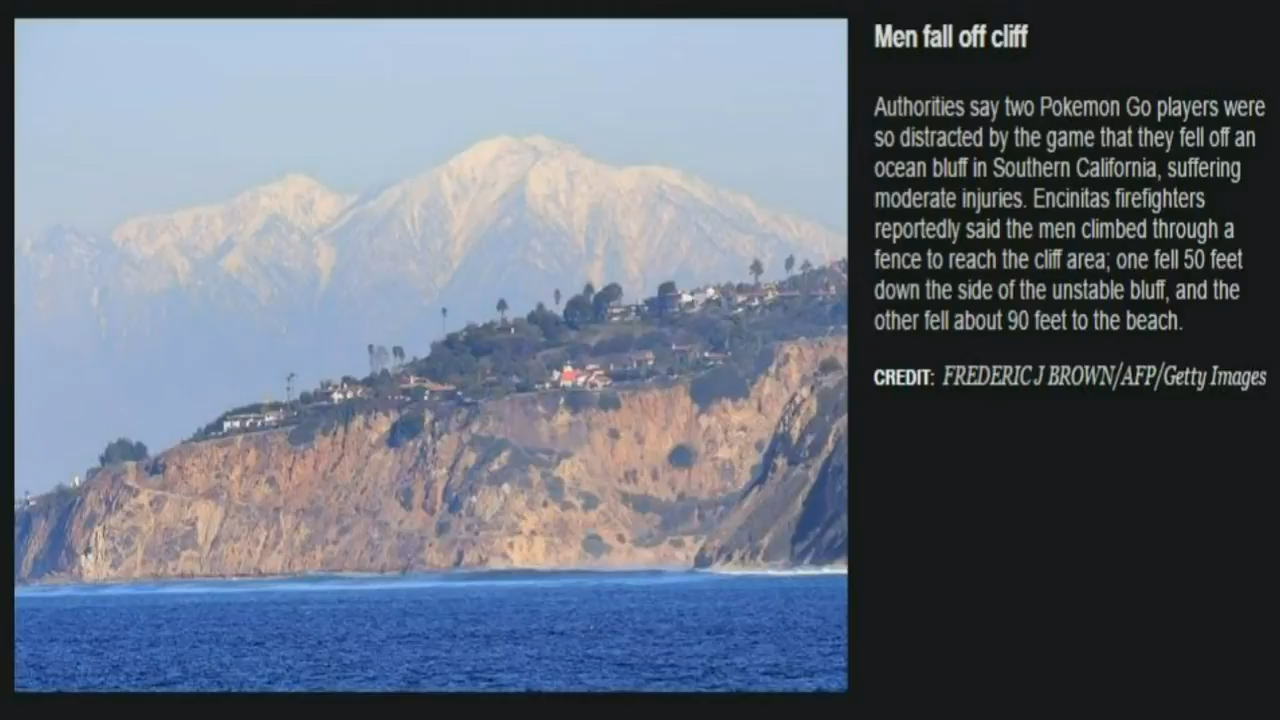 Men fall off cliff
Authorities say two Pokemon Go players were
so distracted by the game that they fell off an
ocean bluff in Southern California, suffering
moderate injuries. Encinitas firefighters
reportedly said the men climbed through a
fence to reach the cliff area; one fell 50 feet
down the side of the unstable bluff, and the
other fell about 90 feet to the beach.
CREDIT: FREDERIC J BROWN/AFP/Getty Images